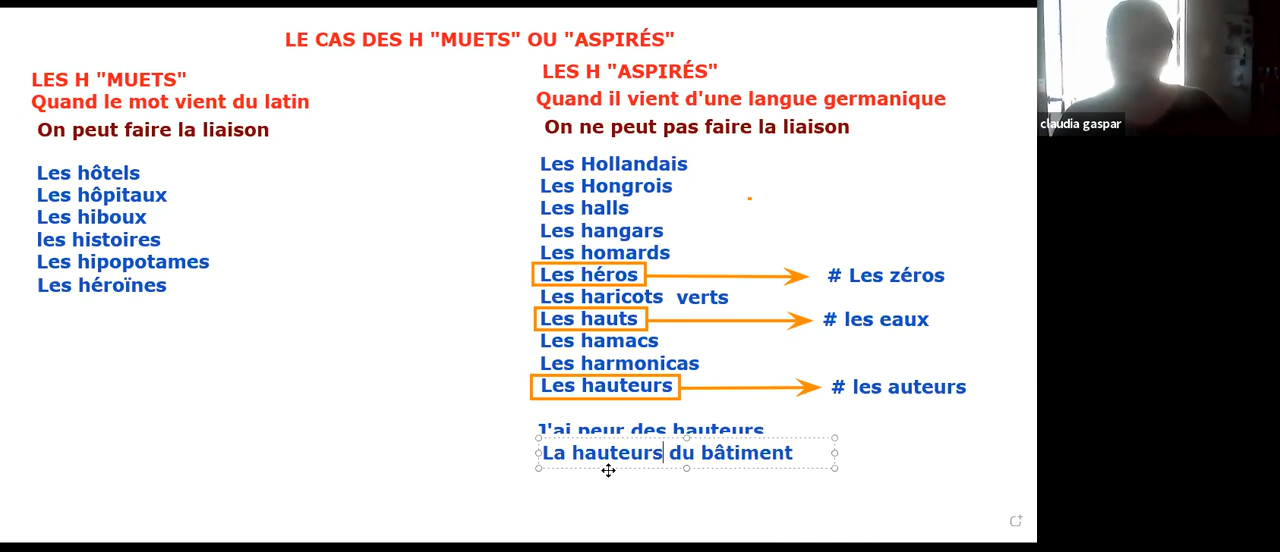 LE CAS DES H "MUETS" OU "ASPIRÉS"
LES H "MUETS"
Quand le mot vient du latin
On peut faire la liaison
Les hôtels
Les hôpitaux
Les hiboux
les histoires
Les hipopotames
Les héroïnes
LES H "ASPIRÉS"
Quand il vient d'une langue germanique
On ne peut pas faire la liaison
Les Hollandais
Les Hongrois
Les halls
Les hangars
Les homards
Les héros # Les zéros
Les haricots verts
Les hauts # les eaux
Les hamacs
Les harmonicas
Les hauteurs # les auteurs
J'ai peur des hauteurs
La hauteurs du bâtiment
claudia gaspar